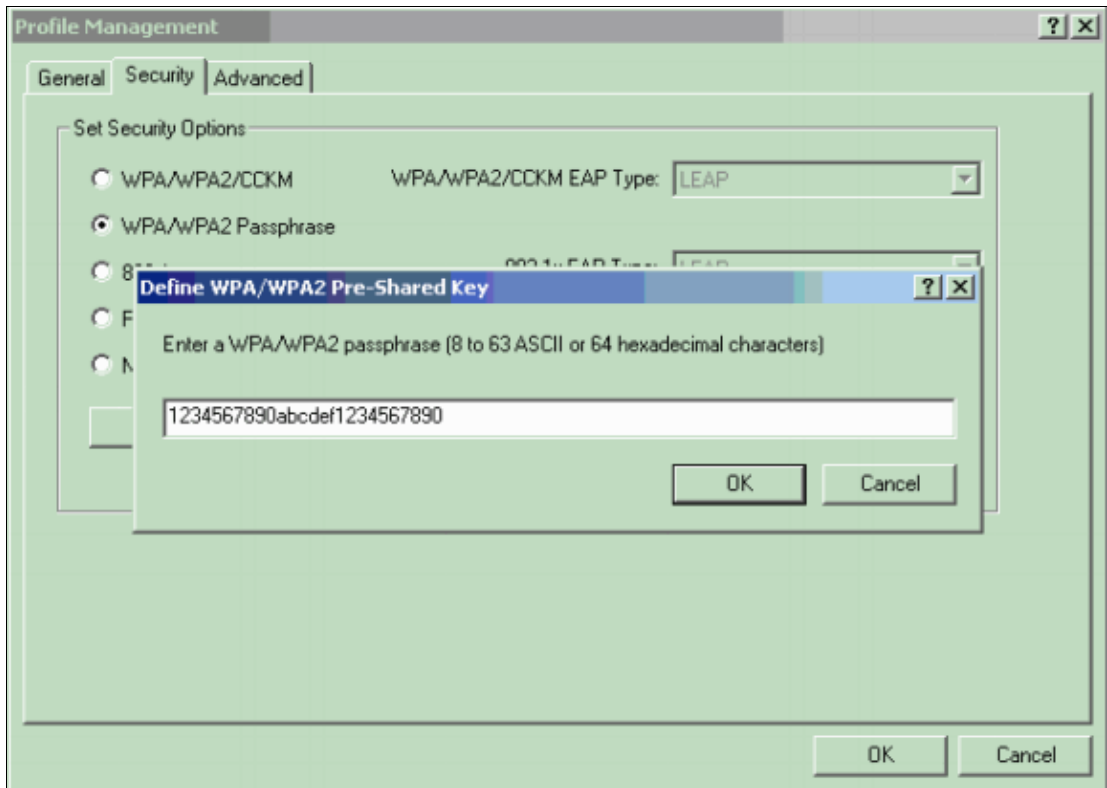 Profile Management
General Security Advanced
Set Security Options
WPA/WPA2/CCKM WPA/WPA2/CCKM EAP Type: LEAP
WPA/WPA2 Passphrase
Define WPA/WPA2 Pre-Shared Key
Enter a WPA/WPA2 passphrase (8 to 63 ASCII or 64 hexadecimal characters)
1234567890abcdef1234567890
OK Cancel
OK Cancel